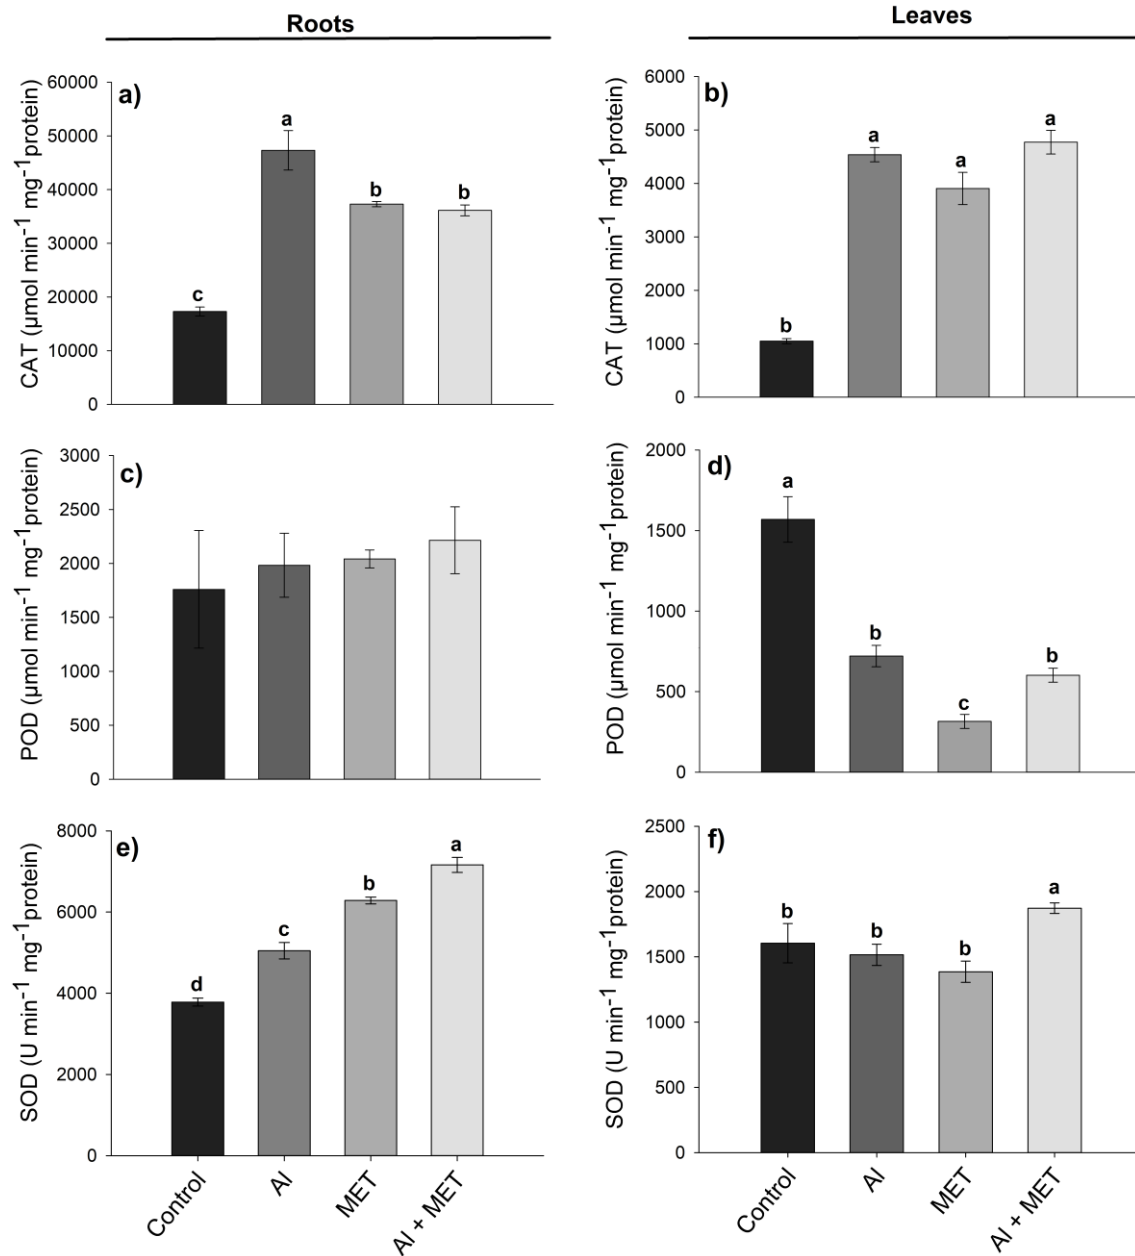 Roots
Leaves
a)
CAT (µmol min⁻¹ mg⁻¹protein)
60000
50000
40000
30000
20000
10000
0
c
a
b
b
b)
CAT (µmol min⁻¹ mg⁻¹protein)
6000
5000
4000
3000
2000
1000
0
b
a
a
a
c)
POD (µmol min⁻¹ mg⁻¹protein)
3000
2500
2000
1500
1000
500
0
d)
POD (µmol min⁻¹ mg⁻¹protein)
2000
1500
1000
500
0
a
b
c
b
e)
SOD (U min⁻¹ mg⁻¹protein)
8000
6000
4000
2000
0
d
c
b
a
Control
Al
MET
Al + MET
f)
SOD (U min⁻¹ mg⁻¹protein)
2500
2000
1500
1000
500
0
b
b
b
a
Control
Al
MET
Al + MET